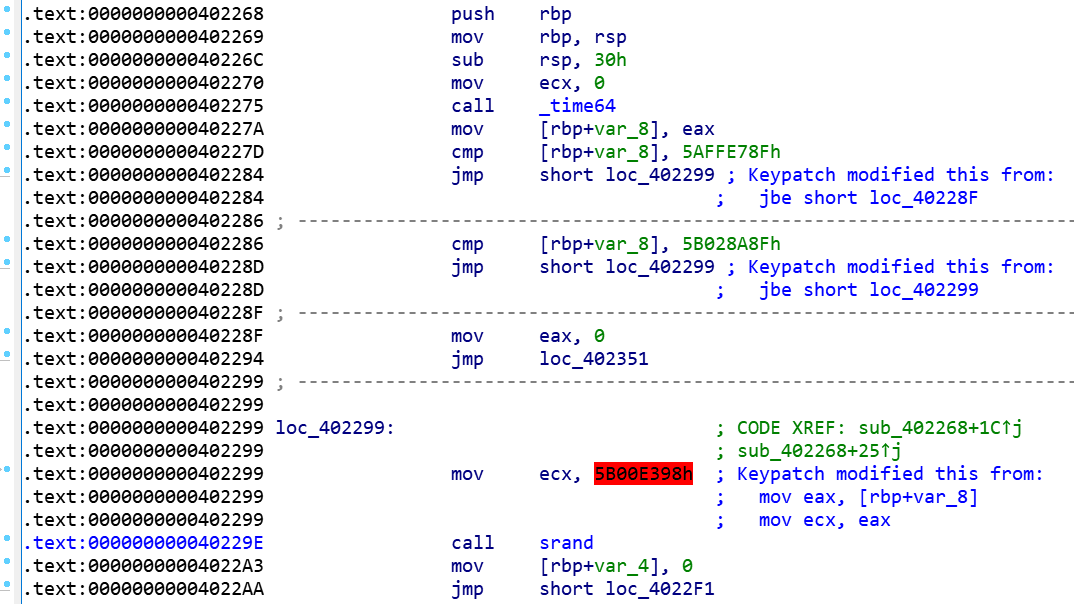 .text:0000000000402268 push rbp
.text:0000000000402269 mov rbp, rsp
.text:000000000040226C sub rsp, 30h
.text:0000000000402270 mov ecx, 0
.text:0000000000402275 call _time64
.text:000000000040227A mov [rbp+var_8], eax
.text:000000000040227D cmp [rbp+var_8], 5AFFE78Fh
.text:0000000000402284 jmp short loc_402299 ; Keypatch modified this from:
.text:0000000000402284 ; jbe short loc_40228F
.text:0000000000402286 ; ---------------------------------------------------------------------------
.text:0000000000402286 cmp [rbp+var_8], 5B028A8Fh
.text:000000000040228D jmp short loc_402299 ; Keypatch modified this from:
.text:000000000040228D ; jbe short loc_402299
.text:000000000040228F ; ---------------------------------------------------------------------------
.text:000000000040228F mov eax, 0
.text:0000000000402294 jmp loc_402351
.text:0000000000402299 ; ---------------------------------------------------------------------------
.text:0000000000402299
.text:0000000000402299 loc_402299: ; CODE XREF: sub_402268+1C↑j
.text:0000000000402299 ; sub_402268+25↑j
.text:0000000000402299 mov ecx, 5B00E398h ; Keypatch modified this from:
.text:0000000000402299 ; mov eax, [rbp+var_8]
.text:0000000000402299 ; mov ecx, eax
.text:000000000040229E call srand
.text:00000000004022A3 mov [rbp+var_4], 0
.text:00000000004022AA jmp short loc_4022F1